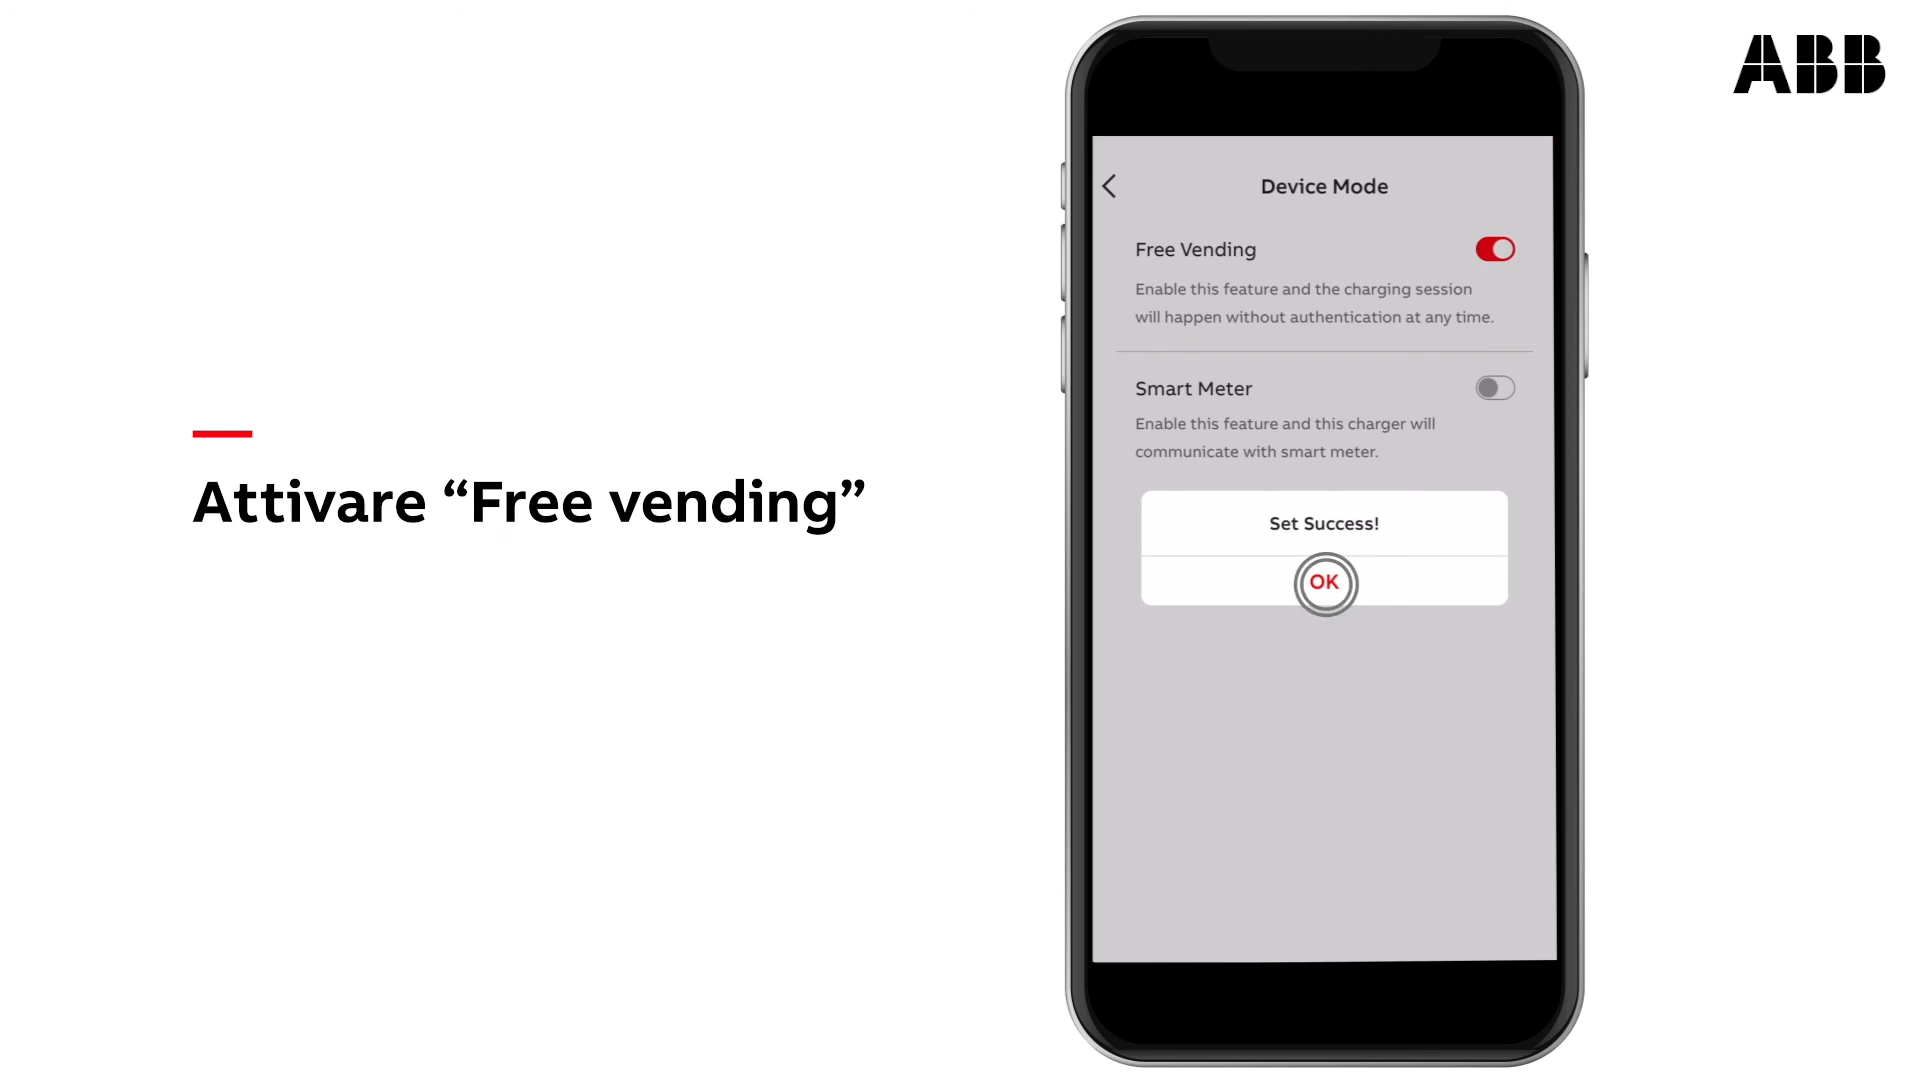 ABB
Attivare “Free vending”
Device Mode
Free Vending
Enable this feature and the charging session
will happen without authentication at any time.
Smart Meter
Enable this feature and this charger will
communicate with smart meter.
Set Success!
OK